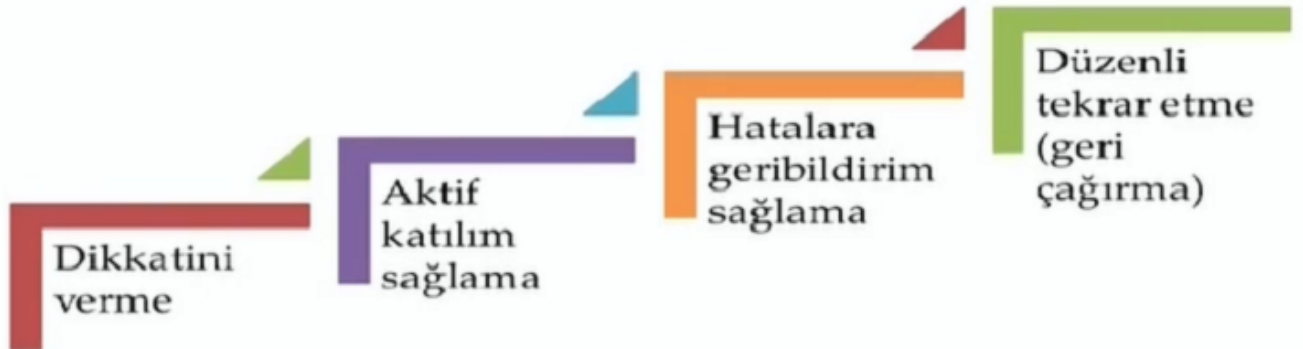 Dikkatini
verme
Aktif
katılım
sağlama
Hatalara
geribildirim
sağlama
Düzenli
tekrar etme
(geri
çağırma)